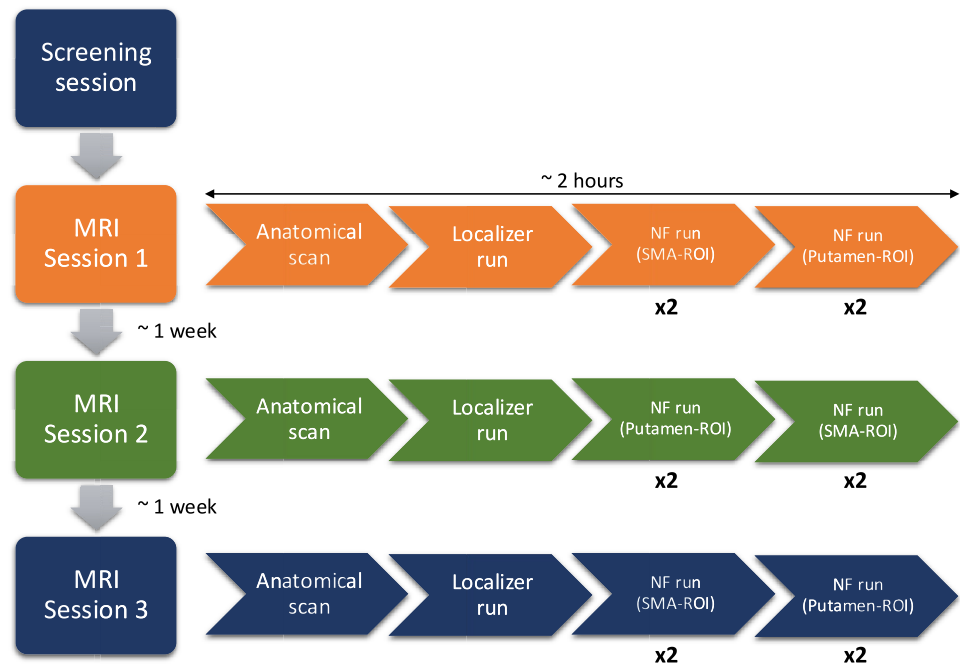 Screening
session
~ 2 hours
MRI
Session 1
Anatomical
scan
Localizer
run
NF run
(SMA-ROI)
x2
NF run
(Putamen-ROI)
x2
~ 1 week
MRI
Session 2
Anatomical
scan
Localizer
run
NF run
(Putamen-ROI)
x2
NF run
(SMA-ROI)
x2
~ 1 week
MRI
Session 3
Anatomical
scan
Localizer
run
NF run
(SMA-ROI)
x2
NF run
(Putamen-ROI)
x2